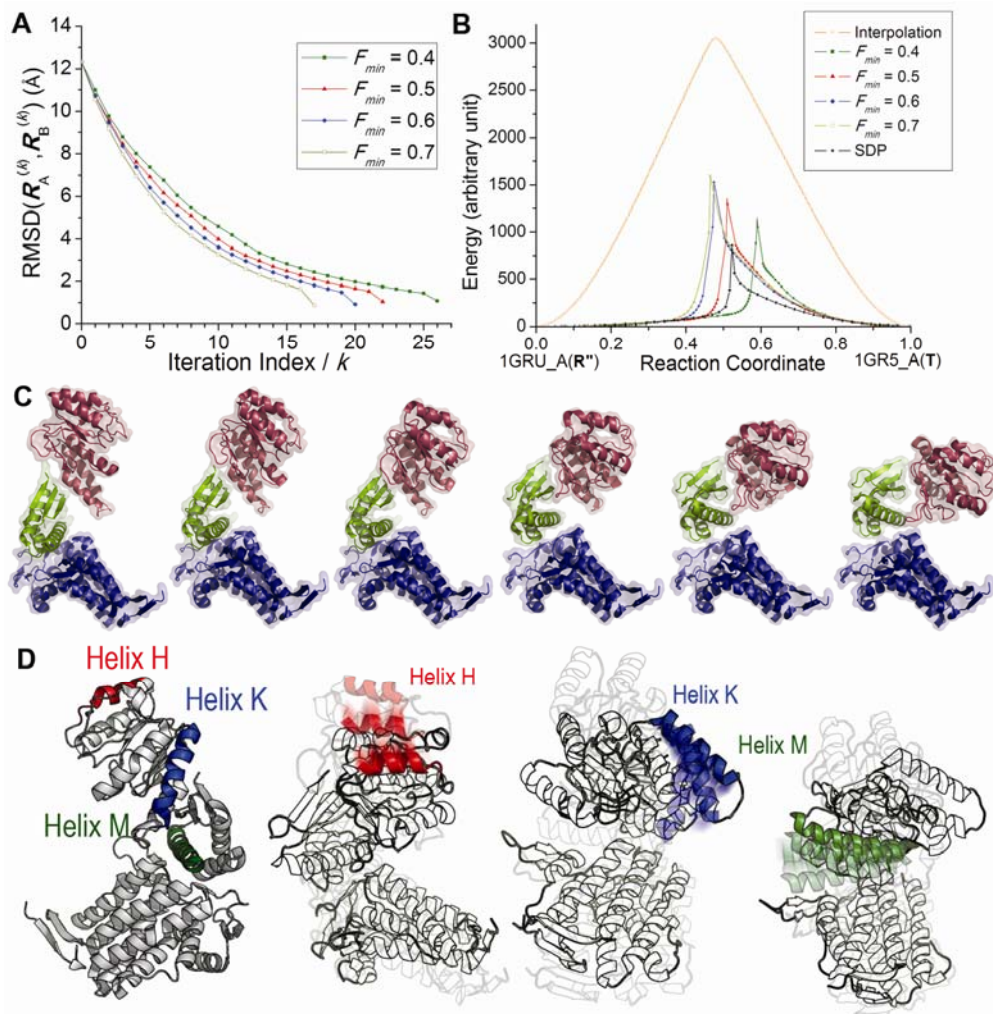 A
14
12
10
8
6
4
2
0
RMSD(R_A^(k), R_B^(k)) (Å)
0 5 10 15 20 25
Iteration Index / k
F_min = 0.4
F_min = 0.5
F_min = 0.6
F_min = 0.7
B
3000
2500
2000
1500
1000
500
0
Energy (arbitrary unit)
0.0 0.2 0.4 0.6 0.8 1.0
1GRU_A(R") Reaction Coordinate 1GR5_A(T)
Interpolation
F_min = 0.4
F_min = 0.5
F_min = 0.6
F_min = 0.7
SDP
C
D
Helix H
Helix K
Helix M
Helix H
Helix K
Helix M